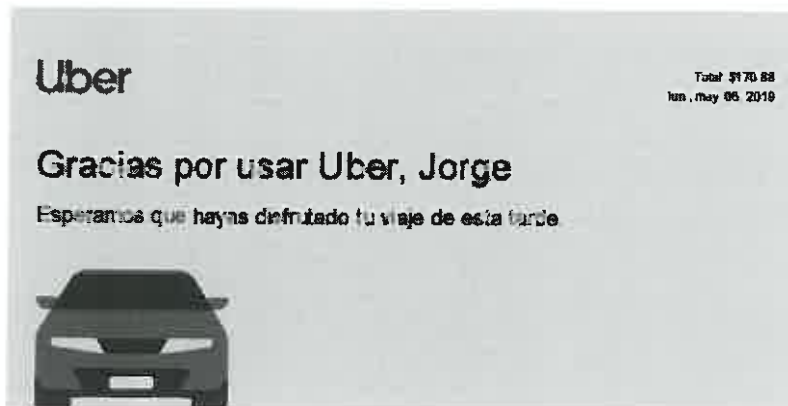 Uber
Total: $170.88
lun., may 06, 2019
Gracias por usar Uber, Jorge
Esperamos que hayas disfrutado tu viaje de esta tarde.